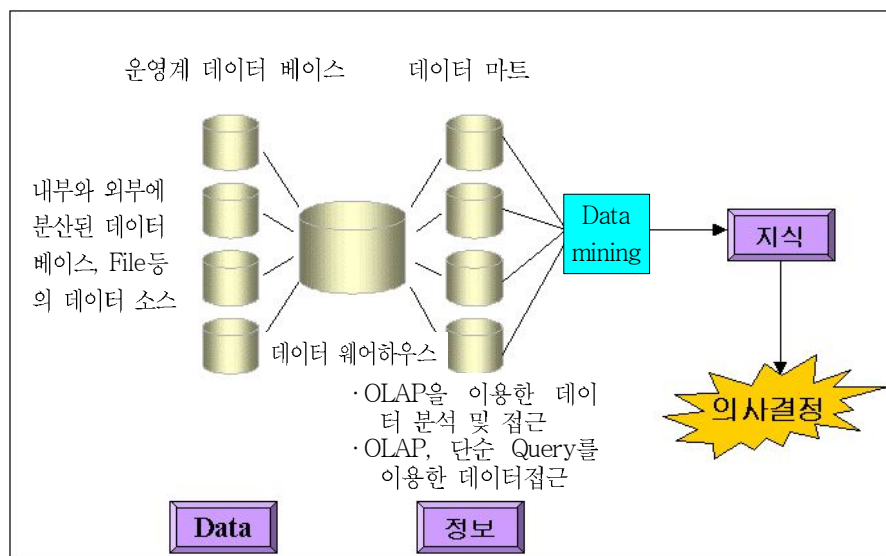 운영계 데이터 베이스
데이터 마트
내부와 외부에
분산된 데이터
베이스, File등
의 데이터 소스
데이터 웨어하우스
Data
mining
지식
의사결정
·OLAP을 이용한 데이
터 분석 및 접근
·OLAP, 단순 Query를
이용한 데이터접근
Data
정보